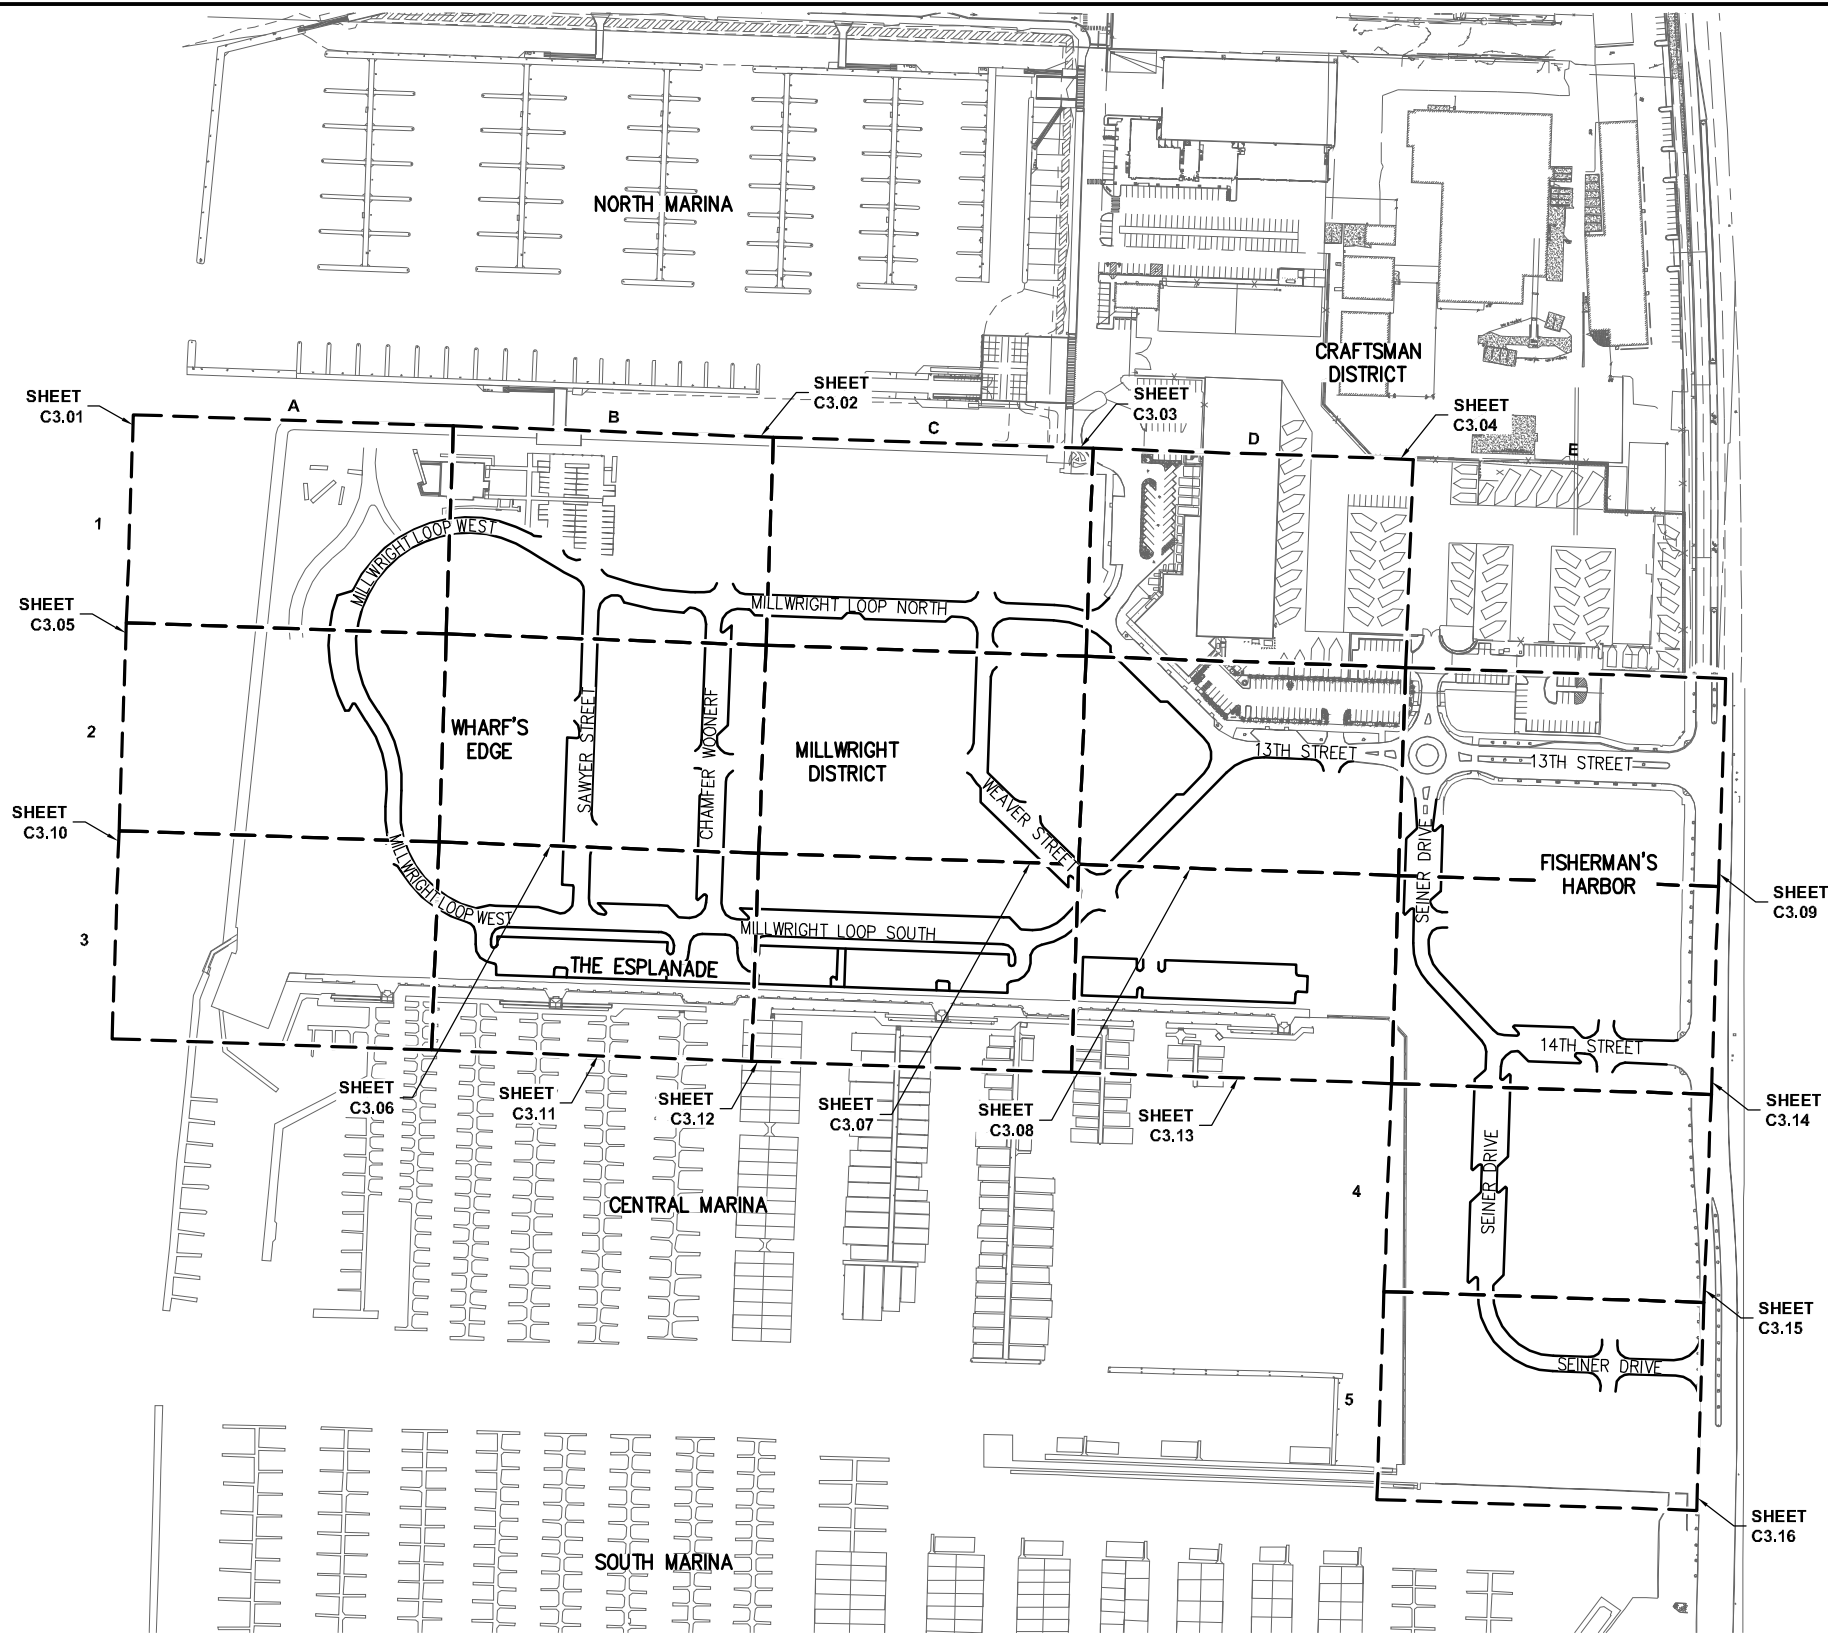 NORTH MARINA
CRAFTSMAN
DISTRICT
SHEET
C3.01
A
B
SHEET
C3.02
C
SHEET
C3.03
D
SHEET
C3.04
E
1
MILLWRIGHT LOOP WEST
MILLWRIGHT LOOP NORTH
SHEET
C3.05
2
WHARF'S
EDGE
SAWYER STREET
CHAMFER WOONERF
MILLWRIGHT
DISTRICT
WEAVER STREET
13TH STREET
13TH STREET
SHEET
C3.10
MILLWRIGHT LOOP WEST
SEINER DRIVE
FISHERMAN'S
HARBOR
SHEET
C3.09
3
MILLWRIGHT LOOP SOUTH
THE ESPLANADE
14TH STREET
SHEET
C3.06
SHEET
C3.11
SHEET
C3.12
SHEET
C3.07
SHEET
C3.08
SHEET
C3.13
SHEET
C3.14
SEINER DRIVE
4
CENTRAL MARINA
SHEET
C3.15
SEINER DRIVE
5
SHEET
C3.16
SOUTH MARINA